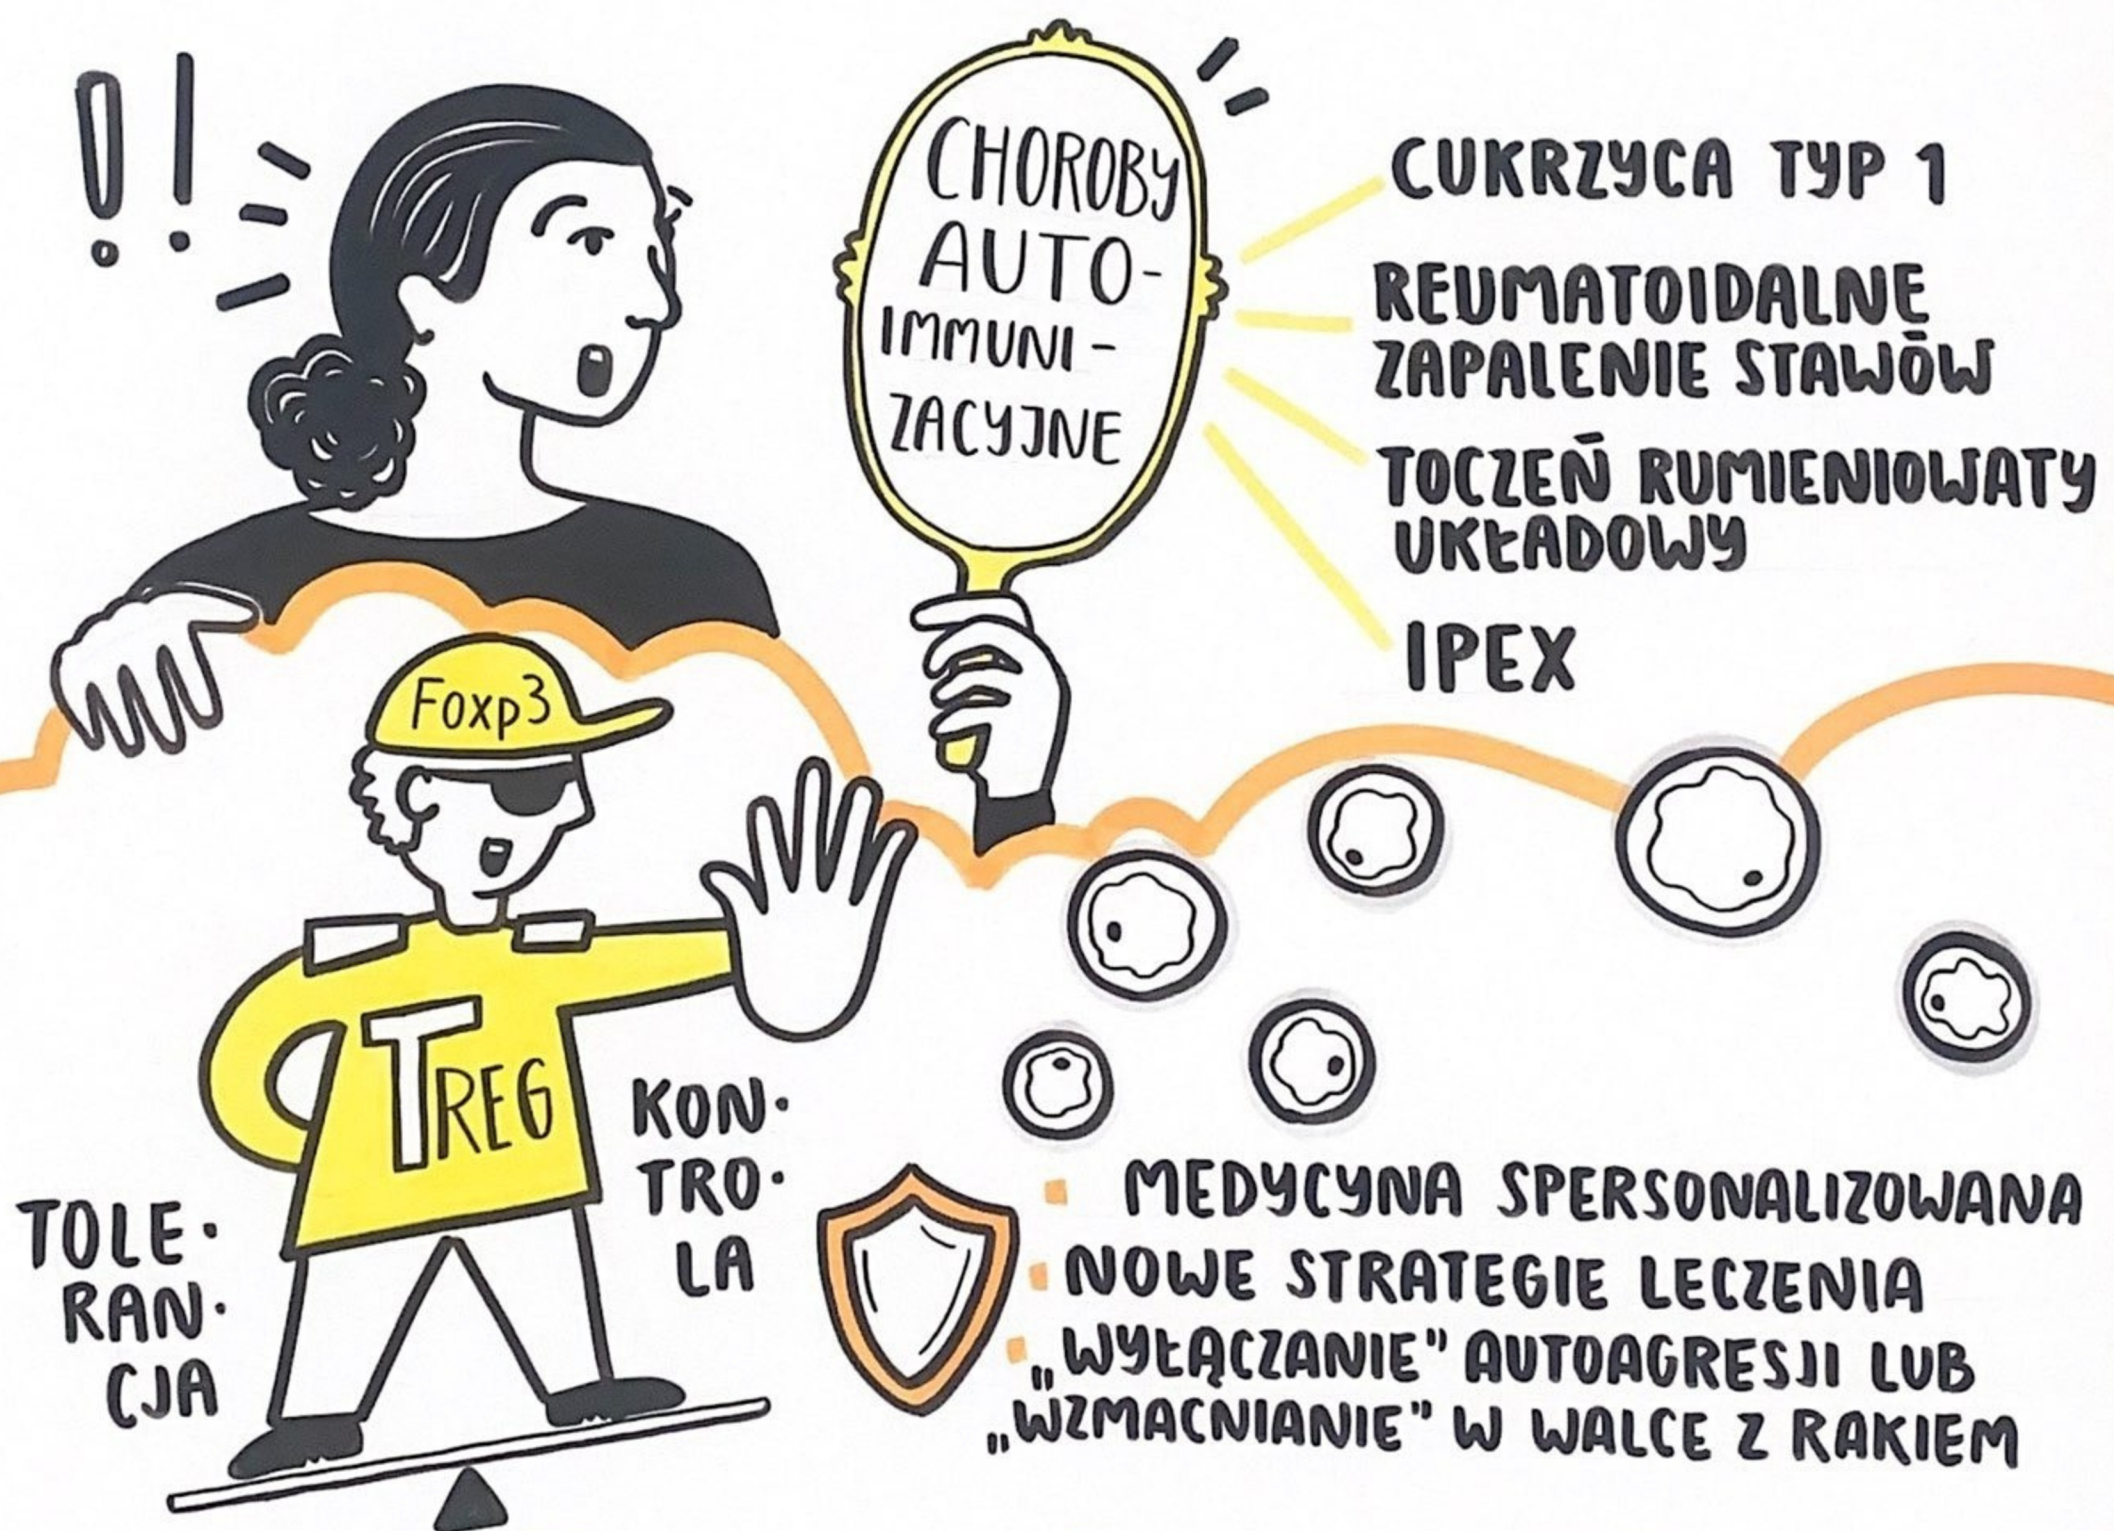 !!
CHOROBY
AUTO-
IMMUNI-
ZACYJNE
CUKRZYCA TYP 1
REUMATOIDALNE
ZAPALENIE STAWÓW
TOCZEŃ RUMIENIOWATY
UKŁADOWY
IPEX
Foxp3
TREG
TOLE·
RAN·
CJA
KON·
TRO·
LA
MEDYCYNA SPERSONALIZOWANA
NOWE STRATEGIE LECZENIA
„WYŁĄCZANIE" AUTOAGRESJI LUB
„WZMACNIANIE" W WALCE Z RAKIEM